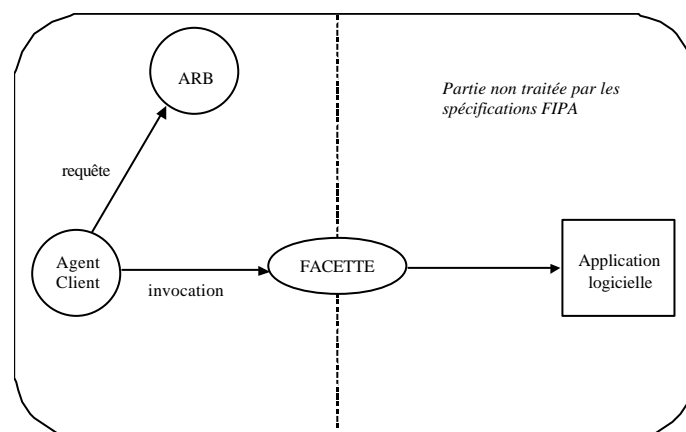 ARB
Partie non traitée par les
spécifications FIPA
requête
Agent
Client
FACETTE
Application
logicielle
invocation